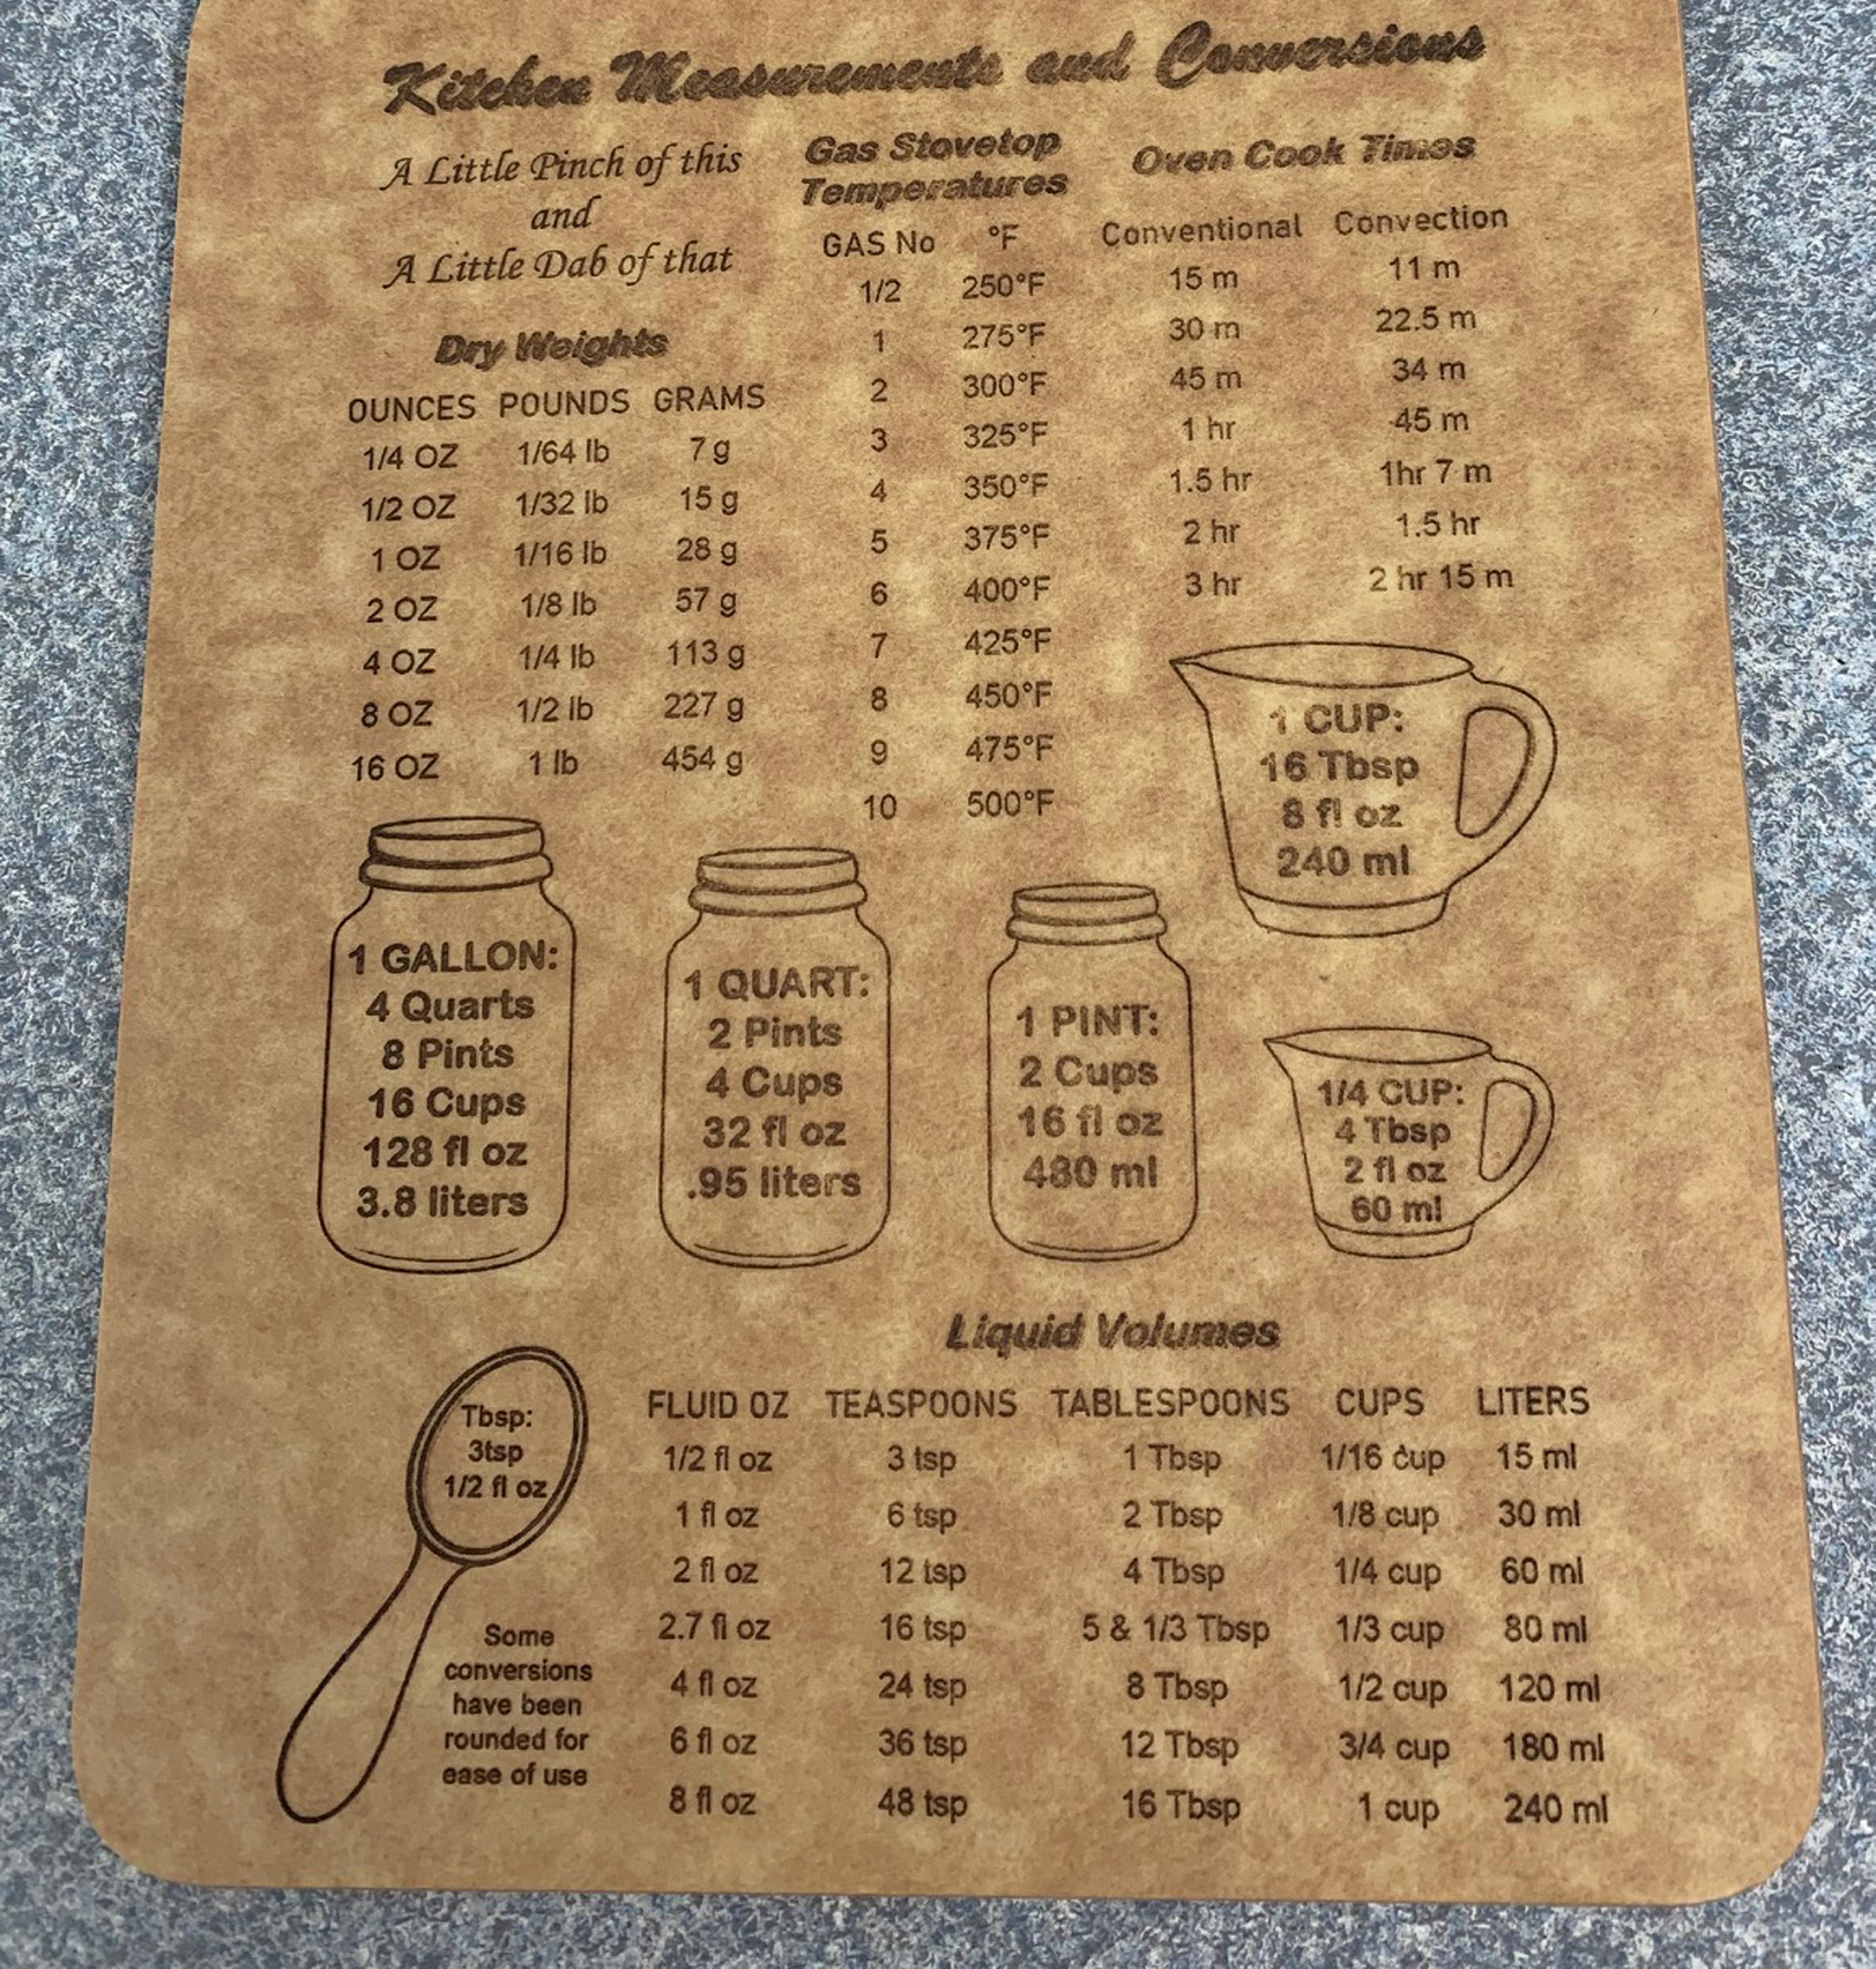 Kitchen Measurements and Conversions
A Little Pinch of this
and
A Little Dab of that
Dry Weights
OUNCES POUNDS GRAMS
1/4 OZ 1/64 lb 7 g
1/2 OZ 1/32 lb 15 g
1 OZ 1/16 lb 28 g
2 OZ 1/8 lb 57 g
4 OZ 1/4 lb 113 g
8 OZ 1/2 lb 227 g
16 OZ 1 lb 454 g
Gas Stovetop
Temperatures
GAS No °F
1/2 250°F
1 275°F
2 300°F
3 325°F
4 350°F
5 375°F
6 400°F
7 425°F
8 450°F
9 475°F
10 500°F
Oven Cook Times
Conventional Convection
15 m 11 m
30 m 22.5 m
45 m 34 m
1 hr 45 m
1.5 hr 1hr 7 m
2 hr 1.5 hr
3 hr 2 hr 15 m
1 CUP:
16 Tbsp
8 fl oz
240 ml
1 GALLON:
4 Quarts
8 Pints
16 Cups
128 fl oz
3.8 liters
1 QUART:
2 Pints
4 Cups
32 fl oz
.95 liters
1 PINT:
2 Cups
16 fl oz
480 ml
1/4 CUP:
4 Tbsp
2 fl oz
60 ml
Tbsp:
3tsp
1/2 fl oz
Some
conversions
have been
rounded for
ease of use
Liquid Volumes
FLUID OZ TEASPOONS TABLESPOONS CUPS LITERS
1/2 fl oz 3 tsp 1 Tbsp 1/16 cup 15 ml
1 fl oz 6 tsp 2 Tbsp 1/8 cup 30 ml
2 fl oz 12 tsp 4 Tbsp 1/4 cup 60 ml
2.7 fl oz 16 tsp 5 & 1/3 Tbsp 1/3 cup 80 ml
4 fl oz 24 tsp 8 Tbsp 1/2 cup 120 ml
6 fl oz 36 tsp 12 Tbsp 3/4 cup 180 ml
8 fl oz 48 tsp 16 Tbsp 1 cup 240 ml